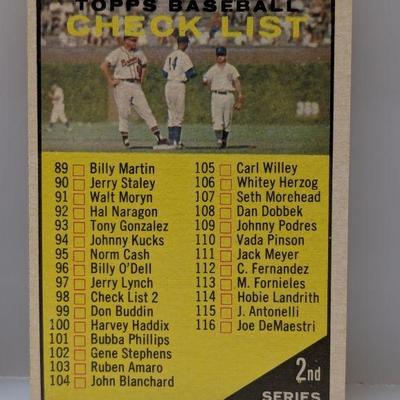 TOPPS BASEBALL
CHECK LIST
14
89 Billy Martin
90 Jerry Staley
91 Walt Moryn
92 Hal Naragon
93 Tony Gonzalez
94 Johnny Kucks
95 Norm Cash
96 Billy O'Dell
97 Jerry Lynch
98 Check List 2
99 Don Buddin
100 Harvey Haddix
101 Bubba Phillips
102 Gene Stephens
103 Ruben Amaro
104 John Blanchard
105 Carl Willey
106 Whitey Herzog
107 Seth Morehead
108 Dan Dobbek
109 Johnny Podres
110 Vada Pinson
111 Jack Meyer
112 C. Fernandez
113 M. Fornieles
114 Hobie Landrith
115 J. Antonelli
116 Joe DeMaestri
2nd
SERIES